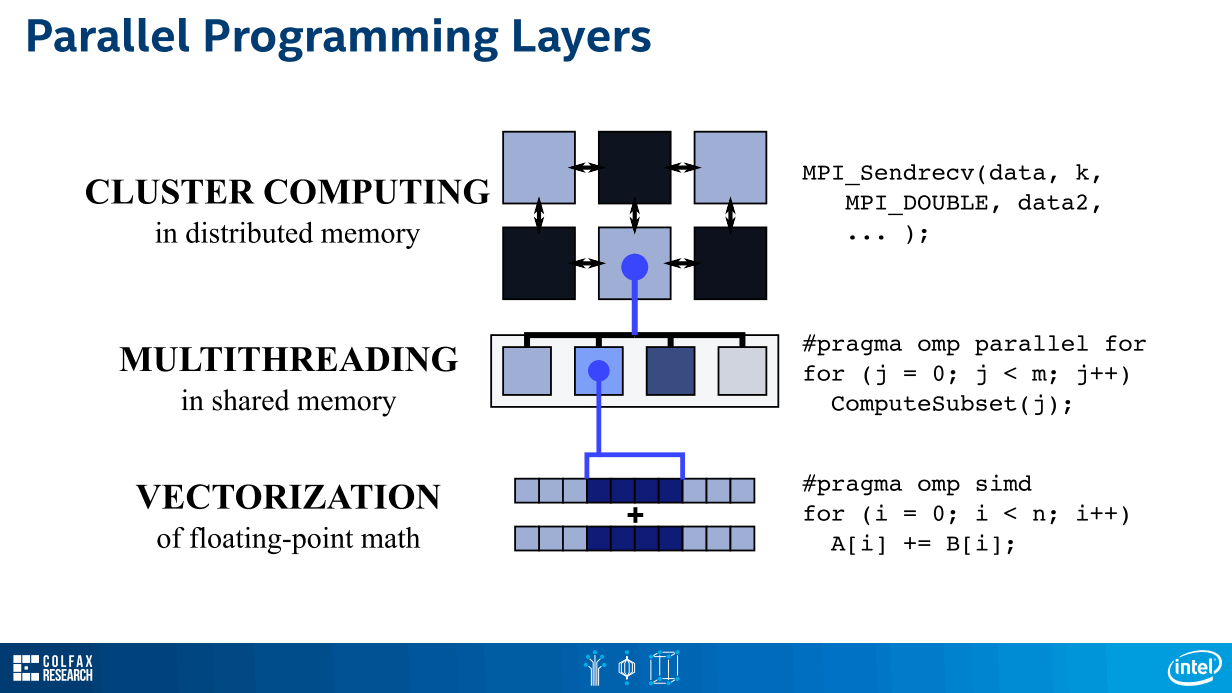 Parallel Programming Layers
CLUSTER COMPUTING
in distributed memory
MPI_Sendrecv(data, k,
   MPI_DOUBLE, data2,
   ... );
MULTITHREADING
in shared memory
#pragma omp parallel for
for (j = 0; j < m; j++)
  ComputeSubset(j);
VECTORIZATION
of floating-point math
+
#pragma omp simd
for (i = 0; i < n; i++)
  A[i] += B[i];
COLFAX
RESEARCH
intel